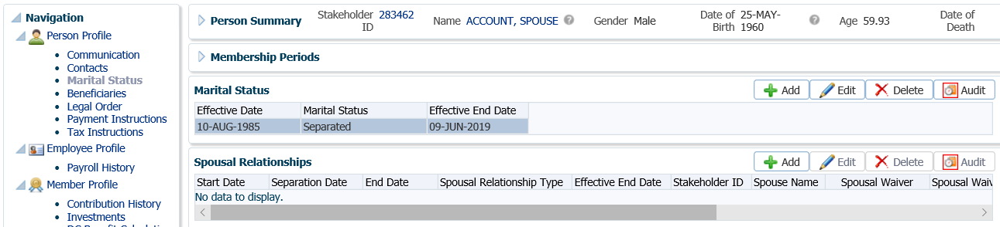 Navigation
Person Profile
Communication
Contacts
Marital Status
Beneficiaries
Legal Order
Payment Instructions
Tax Instructions
Employee Profile
Payroll History
Member Profile
Contribution History
Investments
Person Summary Stakeholder ID 283462 Name ACCOUNT, SPOUSE ? Gender Male Date of Birth 25-MAY-1960 ? Age 59.93 Date of Death
Membership Periods
Marital Status Add Edit Delete Audit
Effective Date Marital Status Effective End Date
10-AUG-1985 Separated 09-JUN-2019
Spousal Relationships Add Edit Delete Audit
Start Date Separation Date End Date Spousal Relationship Type Effective End Date Stakeholder ID Spouse Name Spousal Waiver Spousal Waiv
No data to display.